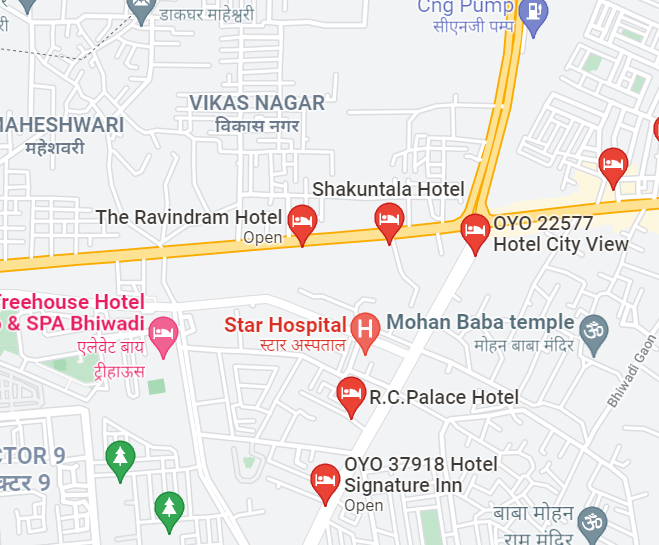 Cng Pump
सीएनजी पम्प
डाकघर माहेश्वरी
VIKAS NAGAR
विकास नगर
MAHESHWARI
महेशवरी
Shakuntala Hotel
The Ravindram Hotel
Open
OYO 22577
Hotel City View
Treehouse Hotel
& SPA Bhiwadi
एलेवेट बाय
ट्रीहाऊस
Star Hospital
स्टार अस्पताल
Mohan Baba temple
मोहन बाबा मंदिर
Bhiwadi Gaon
R.C.Palace Hotel
CTOR 9
क्टर 9
OYO 37918 Hotel
Signature Inn
Open
बाबा मोहन
राम मंदिर